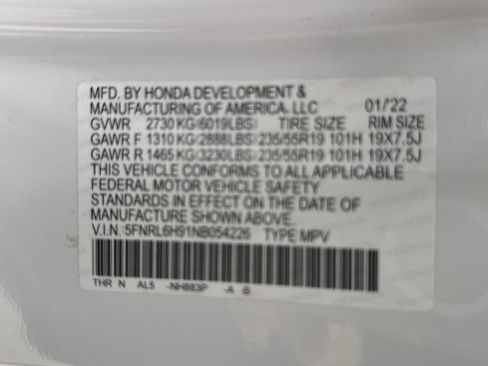 MFD. BY HONDA DEVELOPMENT &
MANUFACTURING OF AMERICA, LLC 01/22
GVWR 2730 KG (6019LBS) TIRE SIZE RIM SIZE
GAWR F 1310 KG (2888LBS) 235/55R19 101H 19X7.5J
GAWR R 1465 KG (3230LBS) 235/55R19 101H 19X7.5J
THIS VEHICLE CONFORMS TO ALL APPLICABLE
FEDERAL MOTOR VEHICLE SAFETY
STANDARDS IN EFFECT ON THE DATE OF
MANUFACTURE SHOWN ABOVE.
V.I.N.: 5FNRL6H91NB054226 TYPE MPV
THR N AL5 -NH883P -A B